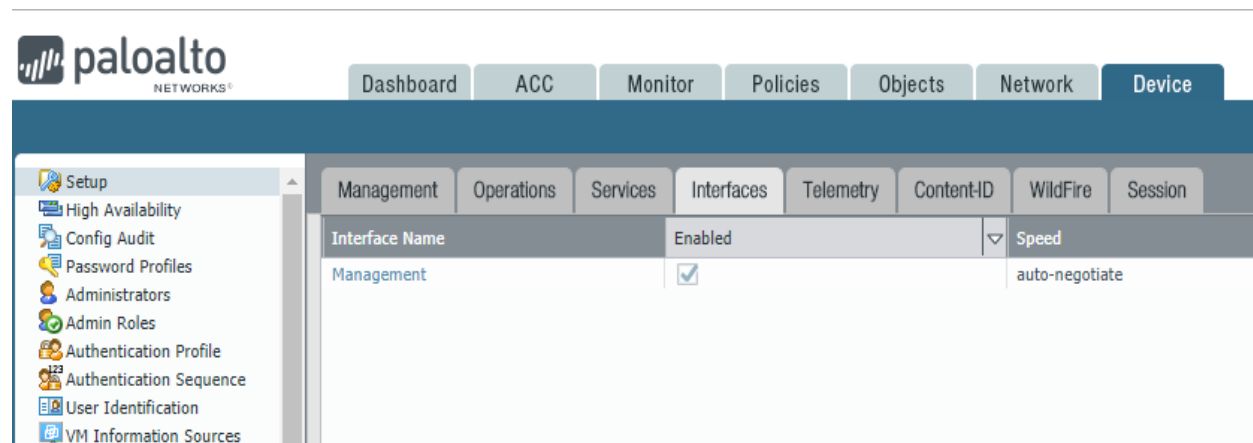 paloalto
NETWORKS®
Dashboard ACC Monitor Policies Objects Network Device
Setup
High Availability
Config Audit
Password Profiles
Administrators
Admin Roles
Authentication Profile
123
Authentication Sequence
User Identification
VM Information Sources
Management Operations Services Interfaces Telemetry Content-ID WildFire Session
Interface Name Enabled Speed
Management auto-negotiate